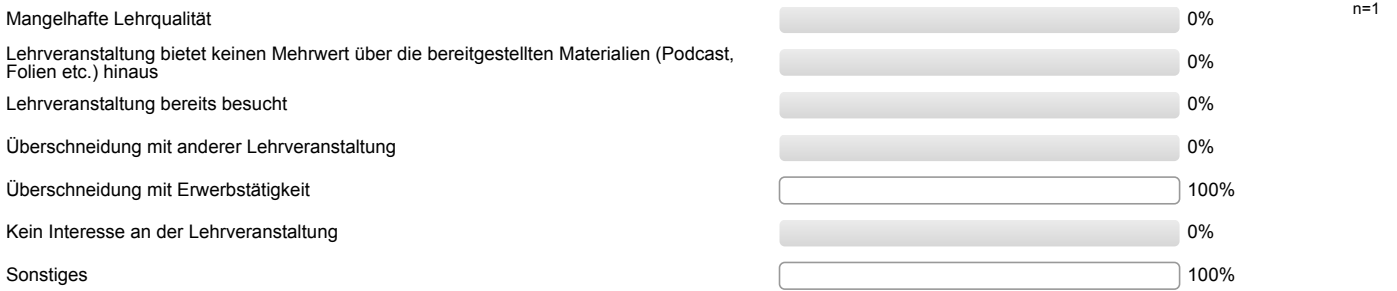 Mangelhafte Lehrqualität 0% n=1
Lehrveranstaltung bietet keinen Mehrwert über die bereitgestellten Materialien (Podcast,
Folien etc.) hinaus 0%
Lehrveranstaltung bereits besucht 0%
Überschneidung mit anderer Lehrveranstaltung 0%
Überschneidung mit Erwerbstätigkeit 100%
Kein Interesse an der Lehrveranstaltung 0%
Sonstiges 100%